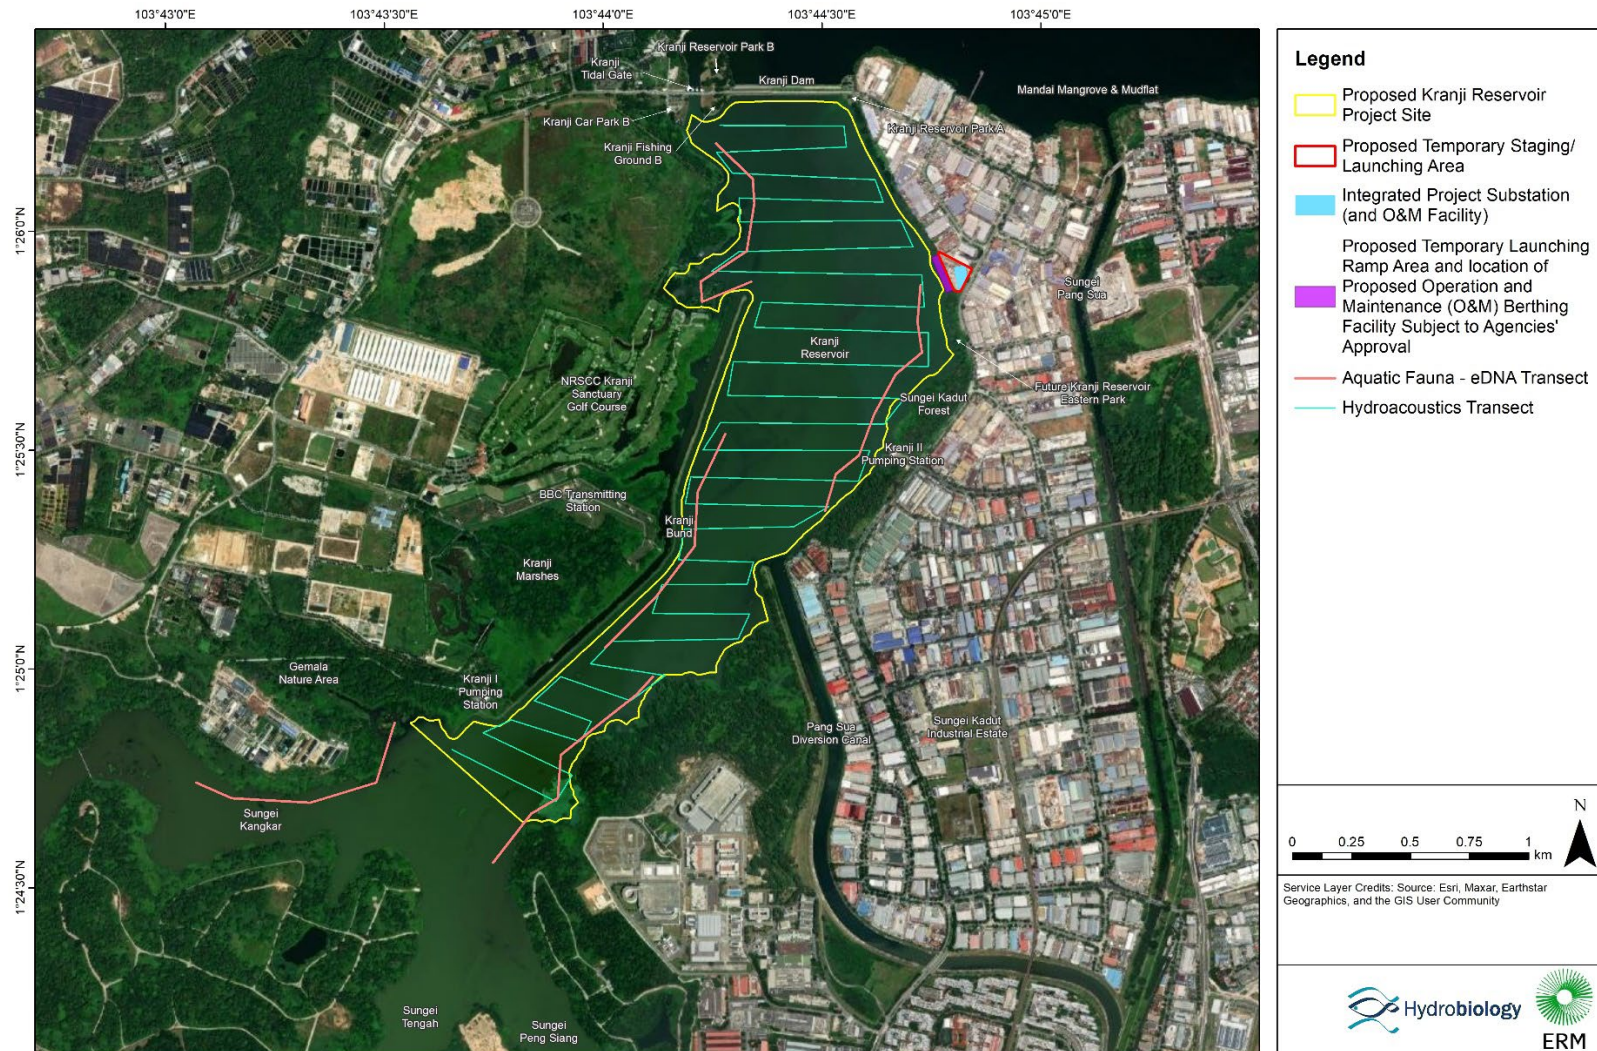 103°43'0"E
103°43'30"E
103°44'0"E
103°44'30"E
103°45'0"E
1°26'0"N
1°25'30"N
1°25'0"N
1°24'30"N
Kranji Reservoir Park B
Kranji
Tidal Gate
Kranji Dam
Mandai Mangrove & Mudflat
Kranji Car Park B
Kranji Reservoir Park A
Kranji Fishing
Ground B
Sungei
Pang Sua
Kranji
Reservoir
NRSCC Kranji
Sanctuary
Golf Course
Future Kranji Reservoir
Eastern Park
Sungei Kadut
Forest
Kranji II
Pumping Station
BBC Transmitting
Station
Kranji
Bund
Kranji
Marshes
Gemala
Nature Area
Kranji I
Pumping
Station
Pang Sua
Diversion Canal
Sungei Kadut
Industrial Estate
Sungei
Kangkar
Sungei
Tengah
Sungei
Peng Siang
Legend
Proposed Kranji Reservoir
Project Site
Proposed Temporary Staging/
Launching Area
Integrated Project Substation
(and O&M Facility)
Proposed Temporary Launching
Ramp Area and location of
Proposed Operation and
Maintenance (O&M) Berthing
Facility Subject to Agencies'
Approval
Aquatic Fauna - eDNA Transect
Hydroacoustics Transect
N
0 0.25 0.5 0.75 1
km
Service Layer Credits: Source: Esri, Maxar, Earthstar
Geographics, and the GIS User Community
Hydrobiology
ERM